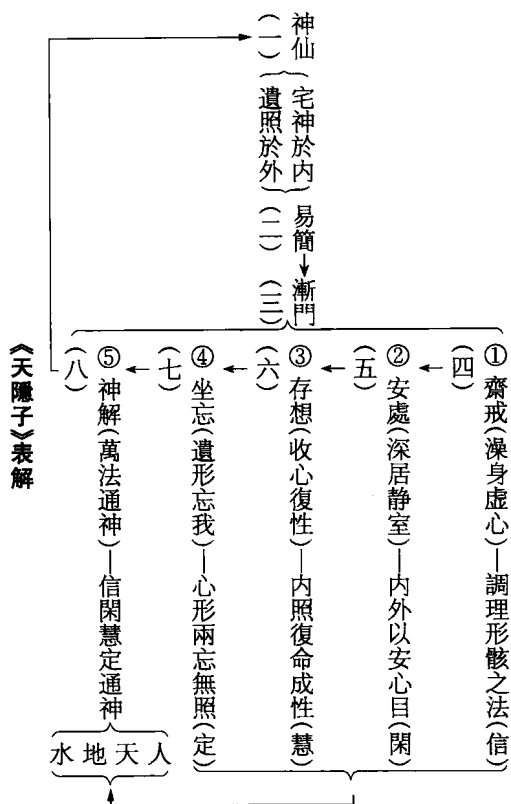 神仙
（一）
宅神於内
遺照於外
易簡
（二）
漸門
（三）
①齋戒（澡身虛心）—調理形骸之法（信）
（四）
②安處（深居静室）—内外以安心目（閑）
（五）
③存想（收心復性）—内照復命成性（慧）
（六）
④坐忘（遺形忘我）—心形兩忘無照（定）
（七）
⑤神解（萬法通神）—信閑慧定通神
（八）
人
天
地
水
《天隱子》表解